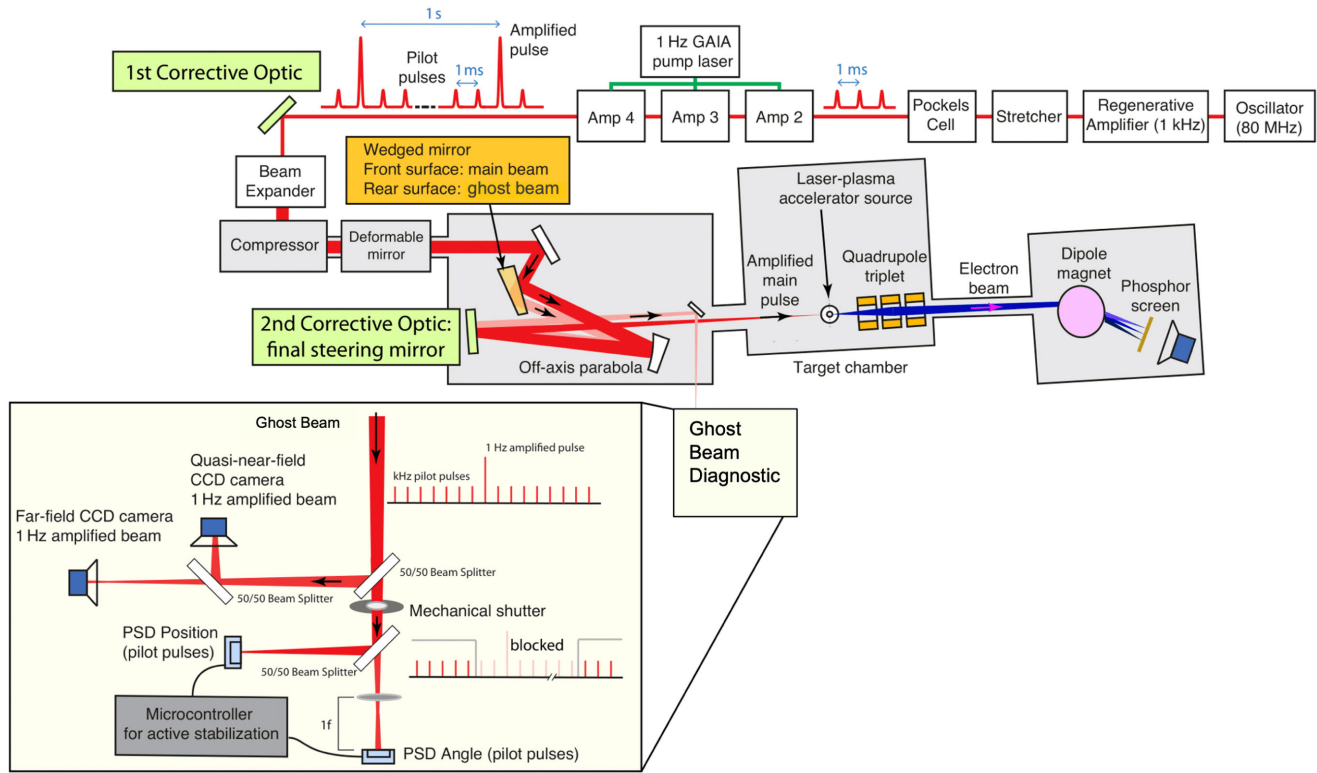 1 s
Amplified
pulse
Pilot
pulses
1 ms
1st Corrective Optic
1 Hz GAIA
pump laser
1 ms
Amp 4
Amp 3
Amp 2
Pockels
Cell
Stretcher
Regenerative
Amplifier (1 kHz)
Oscillator
(80 MHz)
Beam
Expander
Wedged mirror
Front surface: main beam
Rear surface: ghost beam
Compressor
Deformable
mirror
2nd Corrective Optic:
final steering mirror
Off-axis parabola
Laser-plasma
accelerator source
Amplified
main
pulse
Quadrupole
triplet
Target chamber
Electron
beam
Dipole
magnet
Phosphor
screen
Ghost
Beam
Diagnostic
Ghost Beam
1 Hz amplified pulse
kHz pilot pulses
Quasi-near-field
CCD camera
1 Hz amplified beam
Far-field CCD camera
1 Hz amplified beam
50/50 Beam Splitter
50/50 Beam Splitter
Mechanical shutter
PSD Position
(pilot pulses)
blocked
50/50 Beam Splitter
Microcontroller
for active stabilization
1f
PSD Angle (pilot pulses)